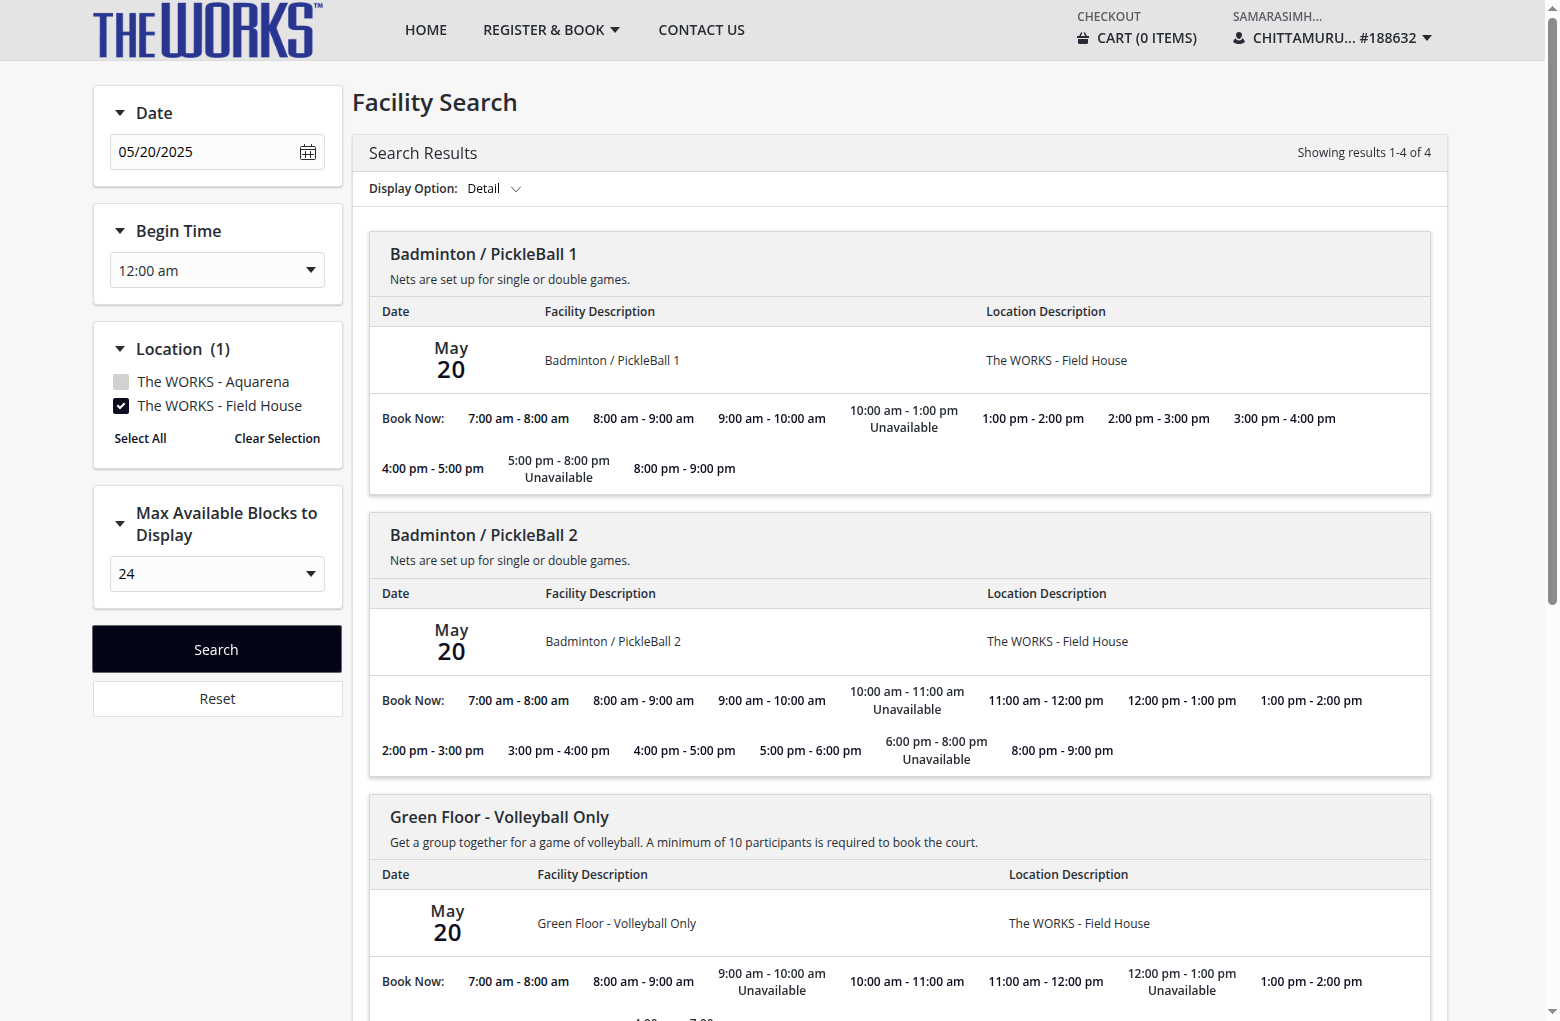 THE WORKS™
HOME
REGISTER & BOOK
CONTACT US
CHECKOUT
CART (0 ITEMS)
SAMARASIMH...
CHITTAMURU... #188632
Date
05/20/2025
Begin Time
12:00 am
Location (1)
The WORKS - Aquarena
The WORKS - Field House
Select All
Clear Selection
Max Available Blocks to
Display
24
Search
Reset
Facility Search
Search Results
Showing results 1-4 of 4
Display Option: Detail
Badminton / PickleBall 1
Nets are set up for single or double games.
Date Facility Description Location Description
May
20
Badminton / PickleBall 1
The WORKS - Field House
Book Now: 7:00 am - 8:00 am 8:00 am - 9:00 am 9:00 am - 10:00 am 10:00 am - 1:00 pm 1:00 pm - 2:00 pm 2:00 pm - 3:00 pm 3:00 pm - 4:00 pm
Unavailable
4:00 pm - 5:00 pm 5:00 pm - 8:00 pm 8:00 pm - 9:00 pm
Unavailable
Badminton / PickleBall 2
Nets are set up for single or double games.
Date Facility Description Location Description
May
20
Badminton / PickleBall 2
The WORKS - Field House
Book Now: 7:00 am - 8:00 am 8:00 am - 9:00 am 9:00 am - 10:00 am 10:00 am - 11:00 am 11:00 am - 12:00 pm 12:00 pm - 1:00 pm 1:00 pm - 2:00 pm
Unavailable
2:00 pm - 3:00 pm 3:00 pm - 4:00 pm 4:00 pm - 5:00 pm 5:00 pm - 6:00 pm 6:00 pm - 8:00 pm 8:00 pm - 9:00 pm
Unavailable
Green Floor - Volleyball Only
Get a group together for a game of volleyball. A minimum of 10 participants is required to book the court.
Date Facility Description Location Description
May
20
Green Floor - Volleyball Only
The WORKS - Field House
Book Now: 7:00 am - 8:00 am 8:00 am - 9:00 am 9:00 am - 10:00 am 10:00 am - 11:00 am 11:00 am - 12:00 pm 12:00 pm - 1:00 pm 1:00 pm - 2:00 pm
Unavailable
Unavailable